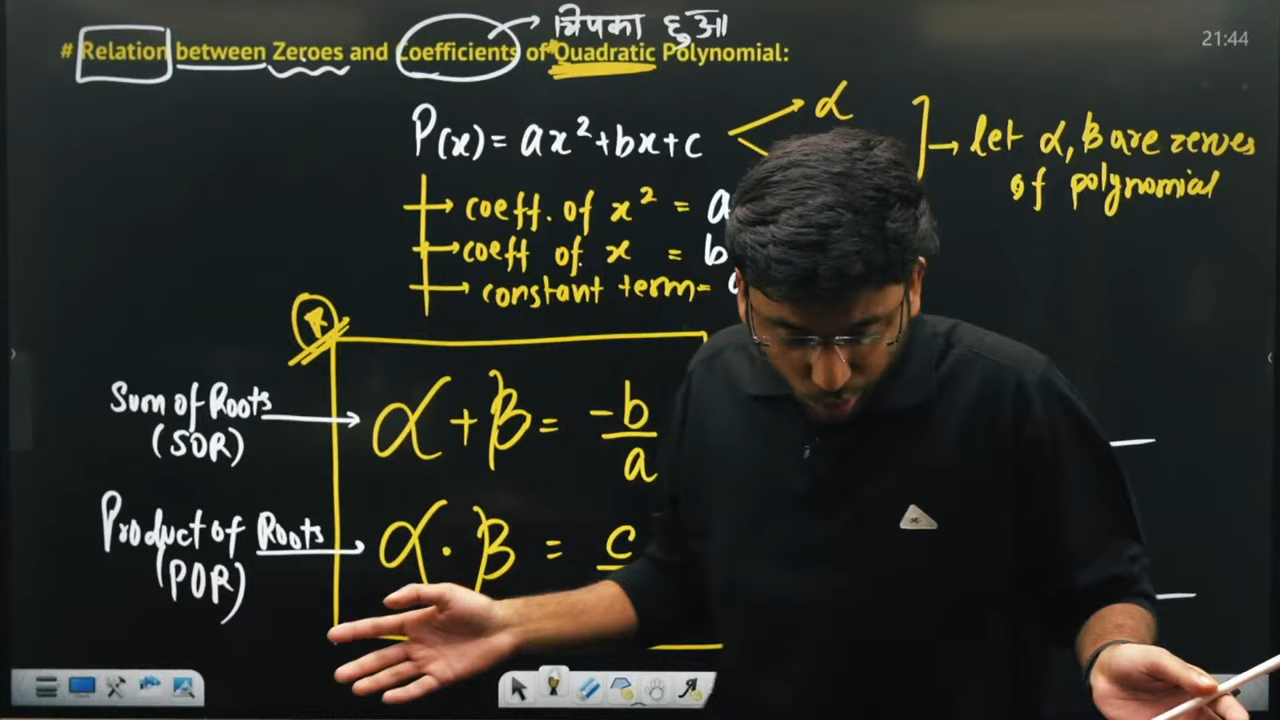 चिपका हुआ
# Relation between Zeroes and Coefficients of Quadratic Polynomial:
21:44
P(x) = ax²+bx+c
α
let α, β are zeroes
of polynomial
coeff. of x² = a
coeff of x = b
constant term =
Sum of Roots
(SOR)
α + β = -b/a
Product of Roots
(POR)
α . β = c